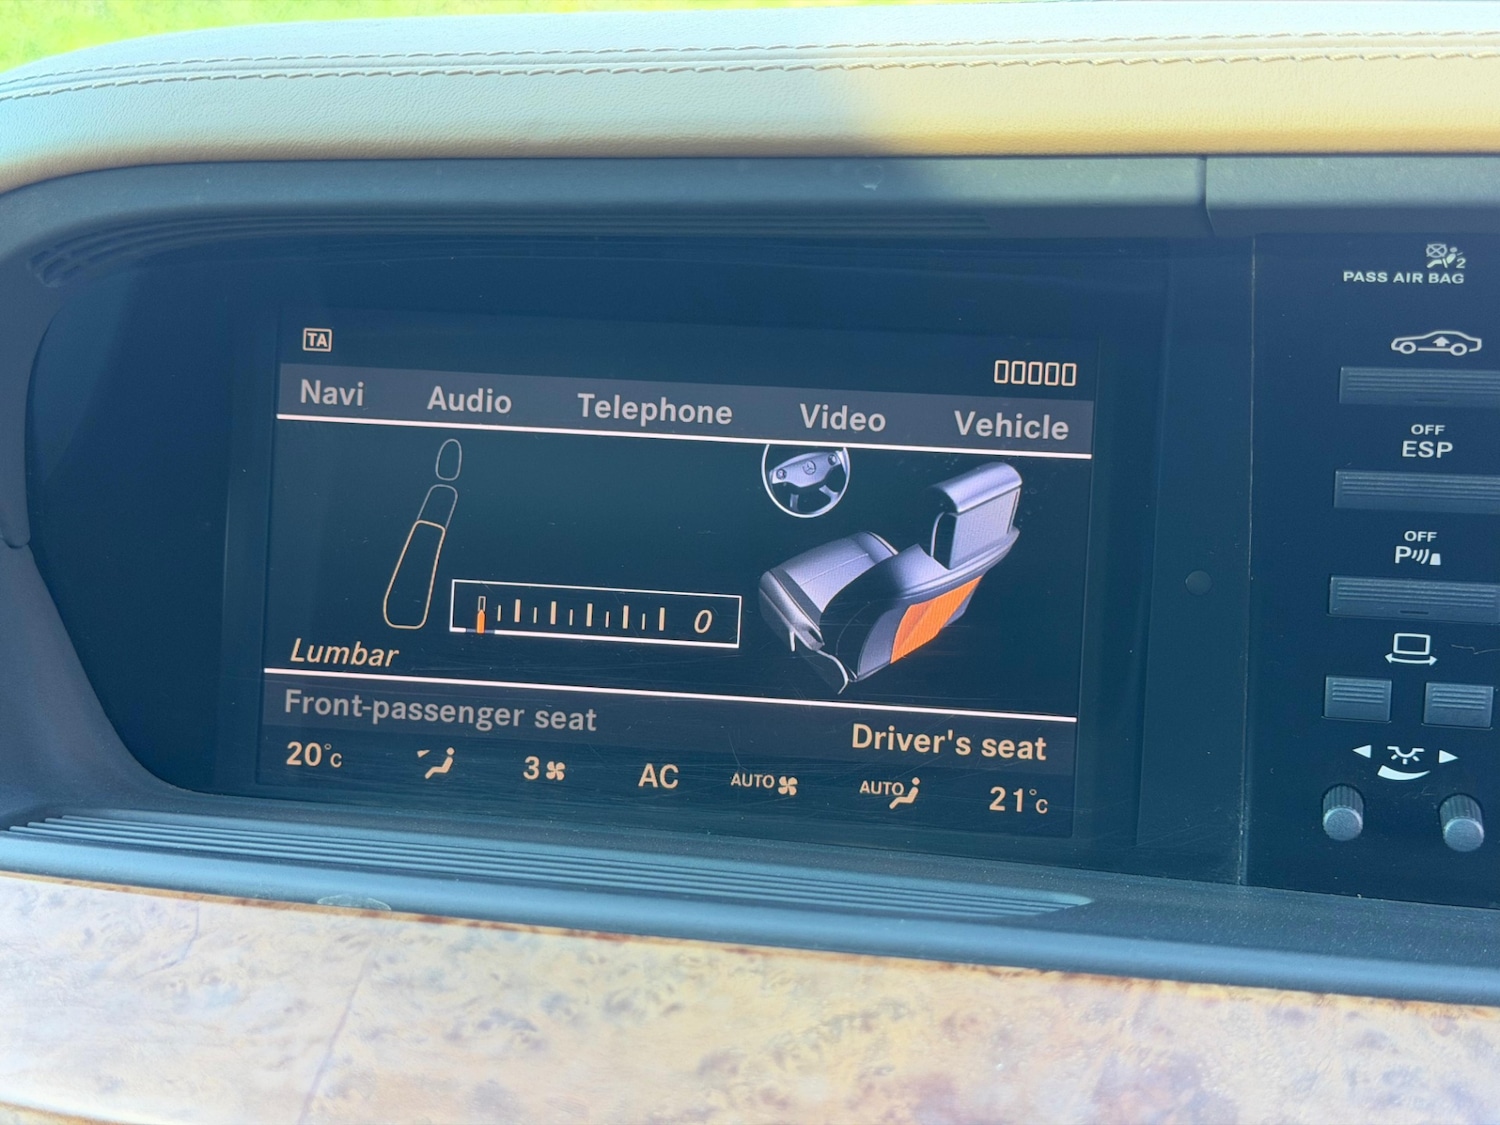 TA
Navi Audio Telephone Video Vehicle
0
Lumbar
Front-passenger seat
Driver's seat
20°C 3 AC AUTO AUTO 21°C
2
PASS AIR BAG
OFF
ESP
OFF
P